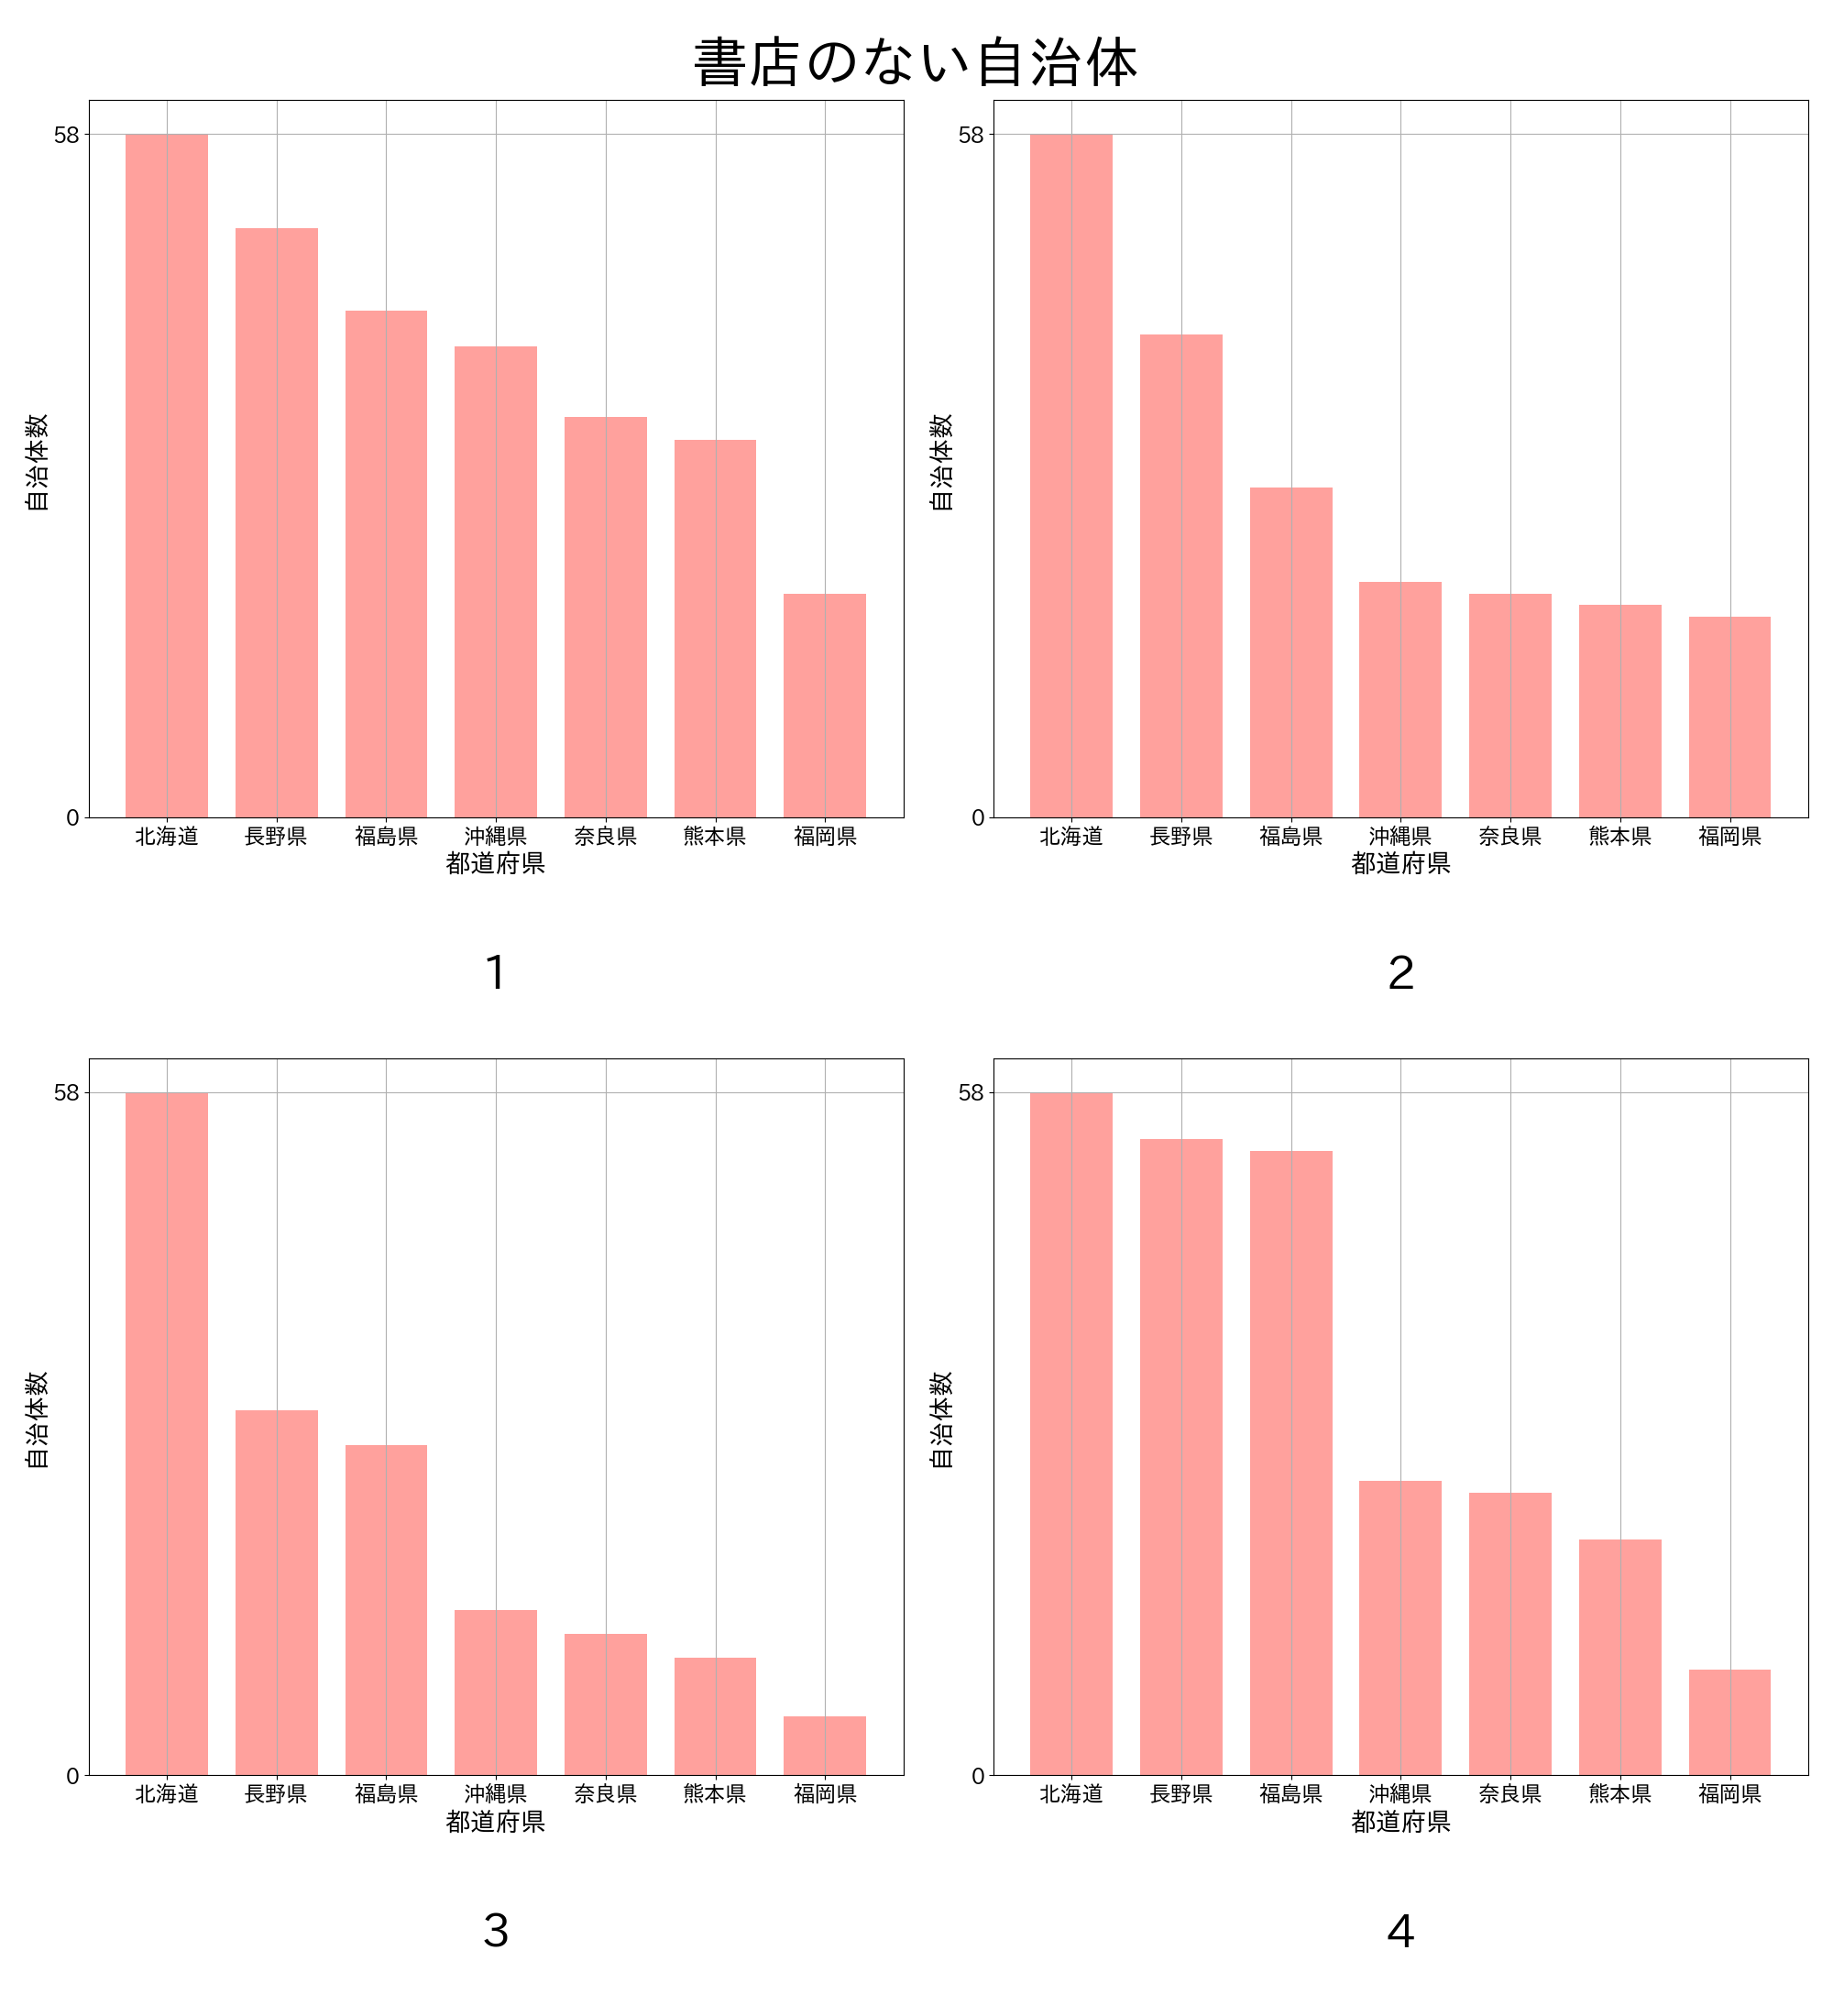 書店のない自治体
58
0
自治体数
北海道 長野県 福島県 沖縄県 奈良県 熊本県 福岡県
都道府県
1
58
0
自治体数
北海道 長野県 福島県 沖縄県 奈良県 熊本県 福岡県
都道府県
2
58
0
自治体数
北海道 長野県 福島県 沖縄県 奈良県 熊本県 福岡県
都道府県
3
58
0
自治体数
北海道 長野県 福島県 沖縄県 奈良県 熊本県 福岡県
都道府県
4